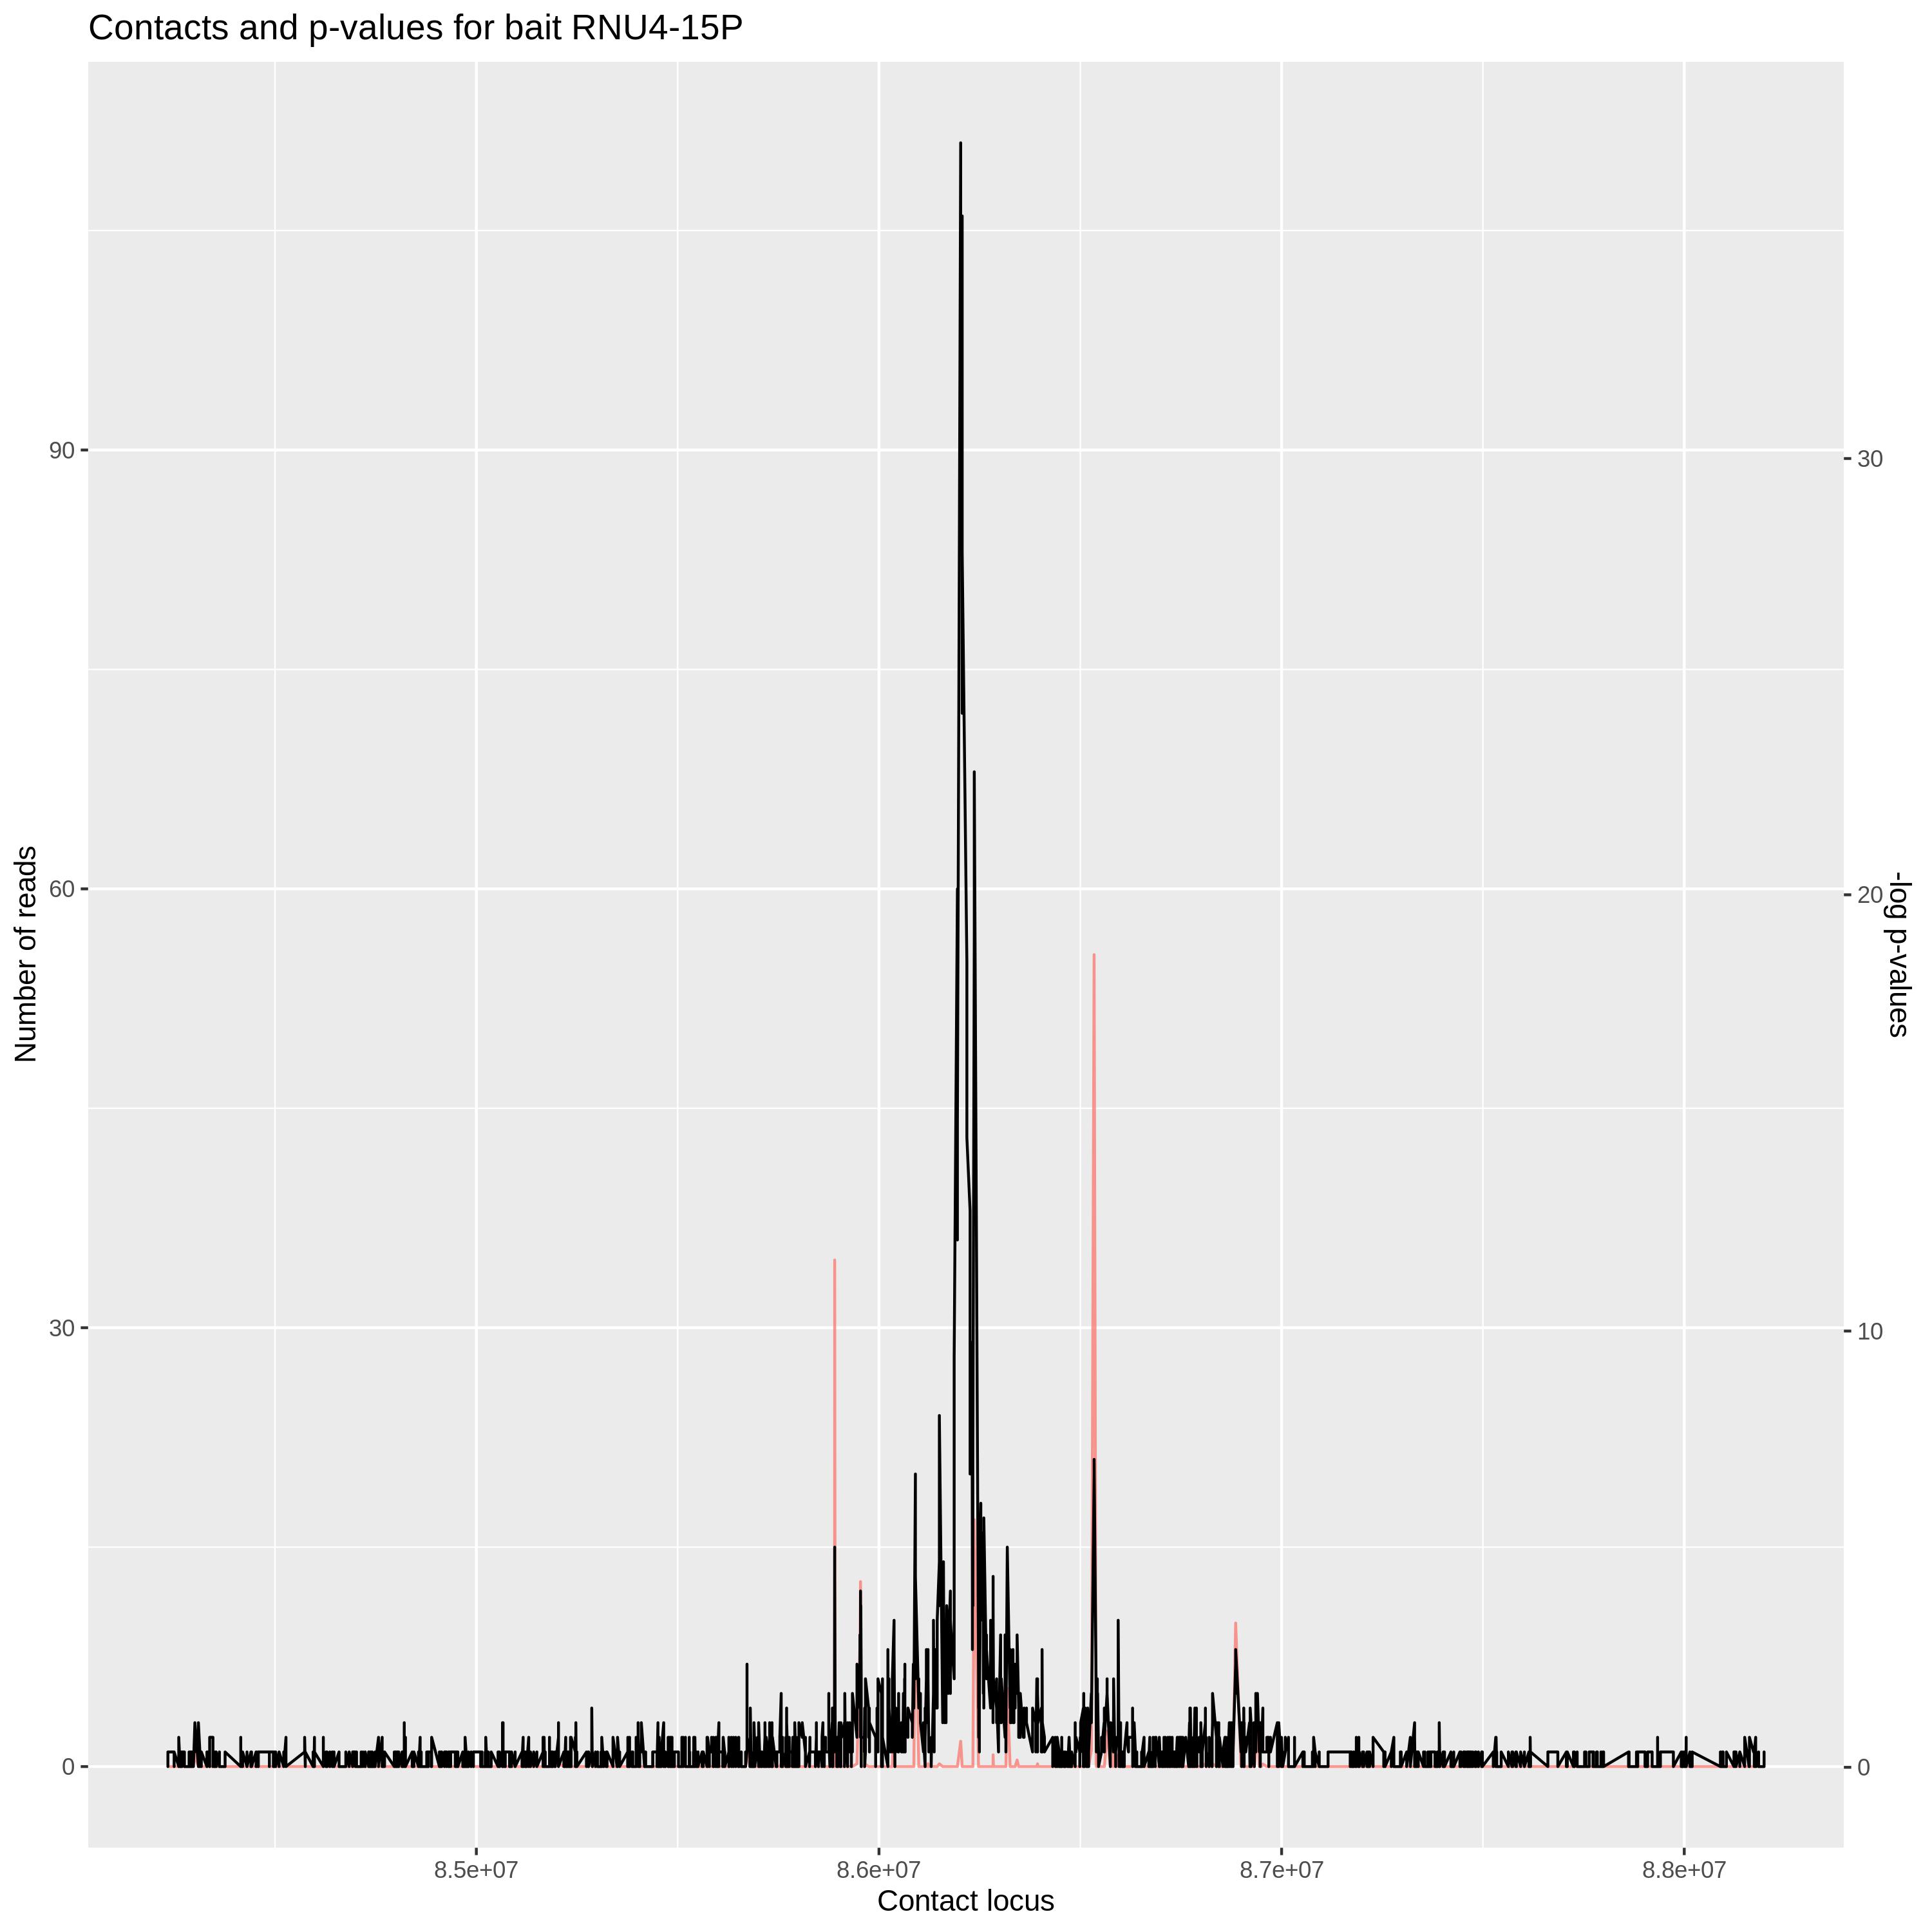 Contacts and p-values for bait RNU4-15P
Number of reads
90
60
30
0
30
20
10
0
-log p-values
8.5e+07
8.6e+07
8.7e+07
8.8e+07
Contact locus